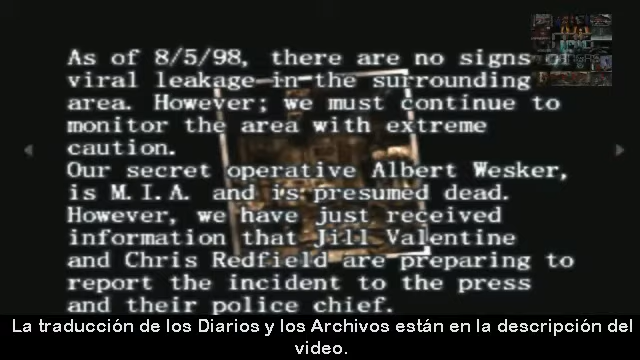 As of 8/5/98, there are no signs
viral leakage in the surrounding
area. However; we must continue to
monitor the area with extreme
caution.
Our secret operative Albert Wesker,
is M.I.A. and is presumed dead.
However, we have just received
information that Jill Valentine
and Chris Redfield are preparing to
report the incident to the press
and their police chief.
La traducción de los Diarios y los Archivos están en la descripción del
video.